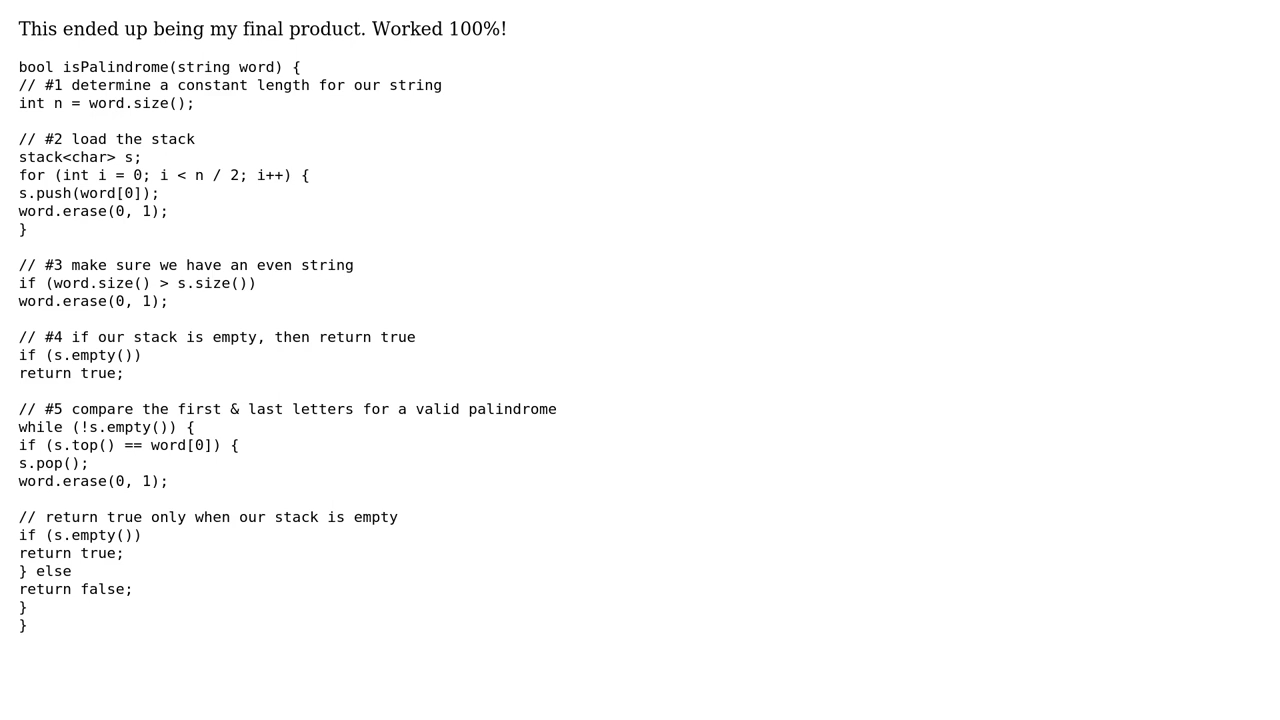 This ended up being my final product. Worked 100%!
bool isPalindrome(string word) {
// #1 determine a constant length for our string
int n = word.size();
// #2 load the stack
stack<char> s;
for (int i = 0; i < n / 2; i++) {
s.push(word[0]);
word.erase(0, 1);
}
// #3 make sure we have an even string
if (word.size() > s.size())
word.erase(0, 1);
// #4 if our stack is empty, then return true
if (s.empty())
return true;
// #5 compare the first & last letters for a valid palindrome
while (!s.empty()) {
if (s.top() == word[0]) {
s.pop();
word.erase(0, 1);
// return true only when our stack is empty
if (s.empty())
return true;
} else
return false;
}
}